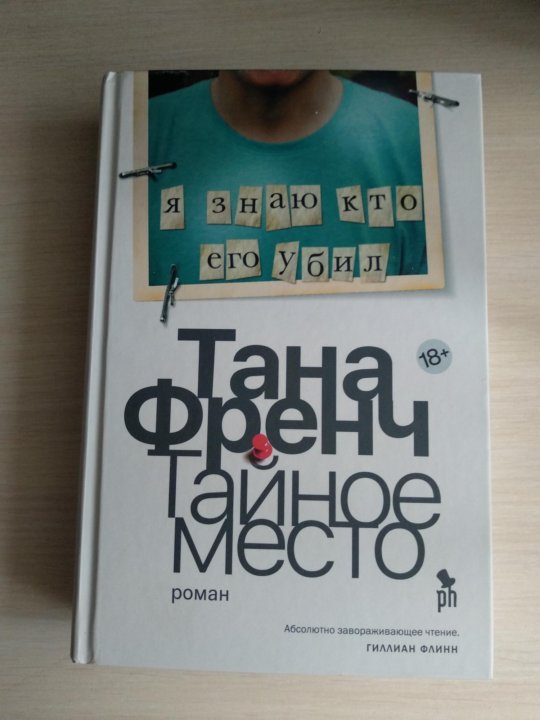 я знаю кто
его убил
Тана
Френч
18+
Тайное
место
роман
ph
Абсолютно завораживающее чтение.
ГИЛЛИАН ФЛИНН